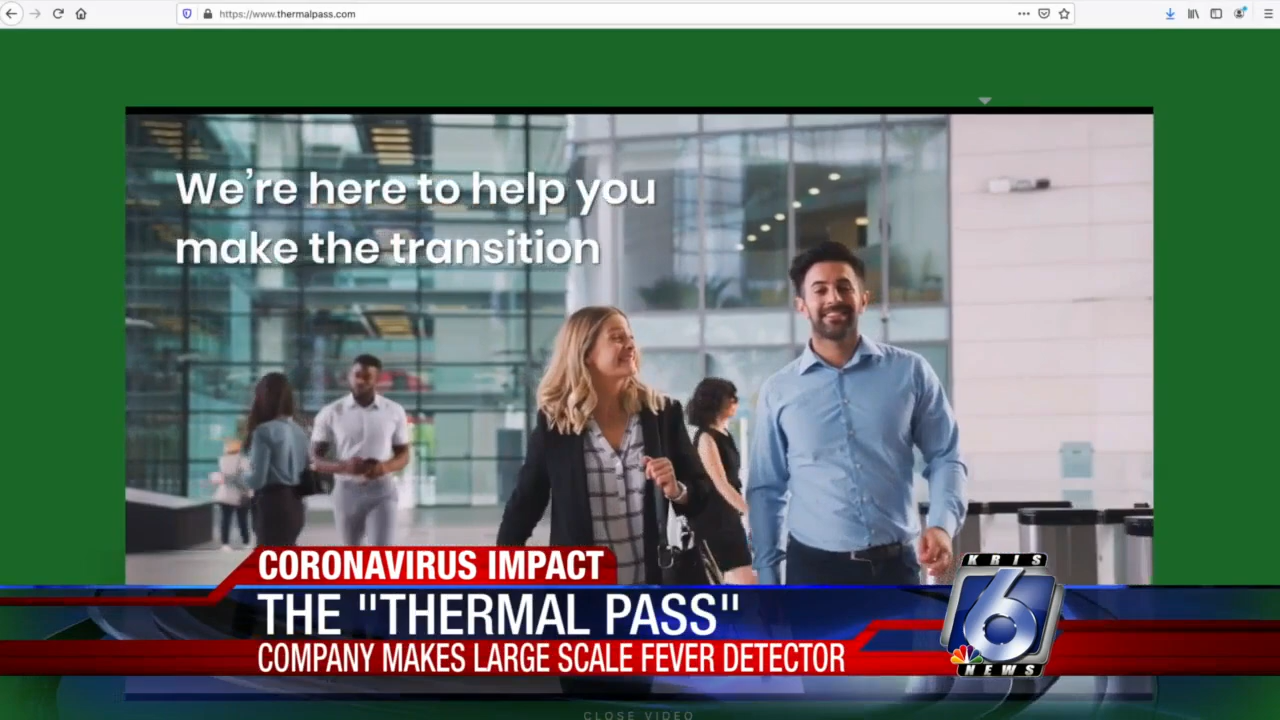 https://www.thermalpass.com
We're here to help you
make the transition
CORONAVIRUS IMPACT
THE "THERMAL PASS"
COMPANY MAKES LARGE SCALE FEVER DETECTOR
KRIS
6
NEWS
CLOSE VIDEO